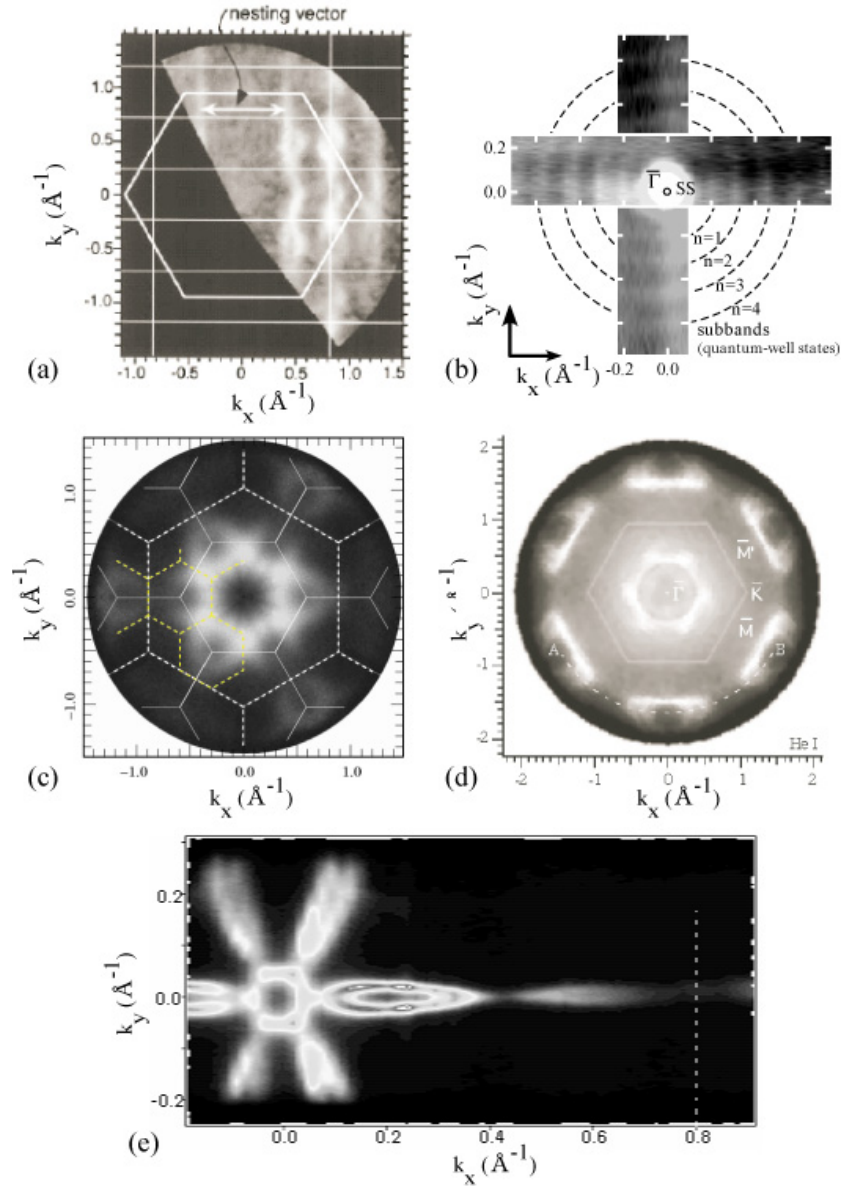 nesting vector
1.0
0.5
0
-0.5
-1.0
k_y (Å⁻¹)
-1.0 -0.5 0 0.5 1.0 1.5
k_x (Å⁻¹)
(a)
0.2
0.0
k_y (Å⁻¹)
Γ̅ SS
n=1
n=2
n=3
n=4
subbands
(quantum-well states)
k_y (Å⁻¹)
k_x (Å⁻¹)
-0.2 0.0
(b)
1.0
0.0
-1.0
k_y (Å⁻¹)
-1.0 0.0 1.0
k_x (Å⁻¹)
(c)
2
1
0
-1
-2
M̅'
Γ̅
K̅
M̅
A
B
He I
-2 -1 0 1 2
k_x (Å⁻¹)
(d)
0.2
0.0
-0.2
k_y (Å⁻¹)
0.0 0.2 0.4 0.6 0.8
k_x (Å⁻¹)
(e)